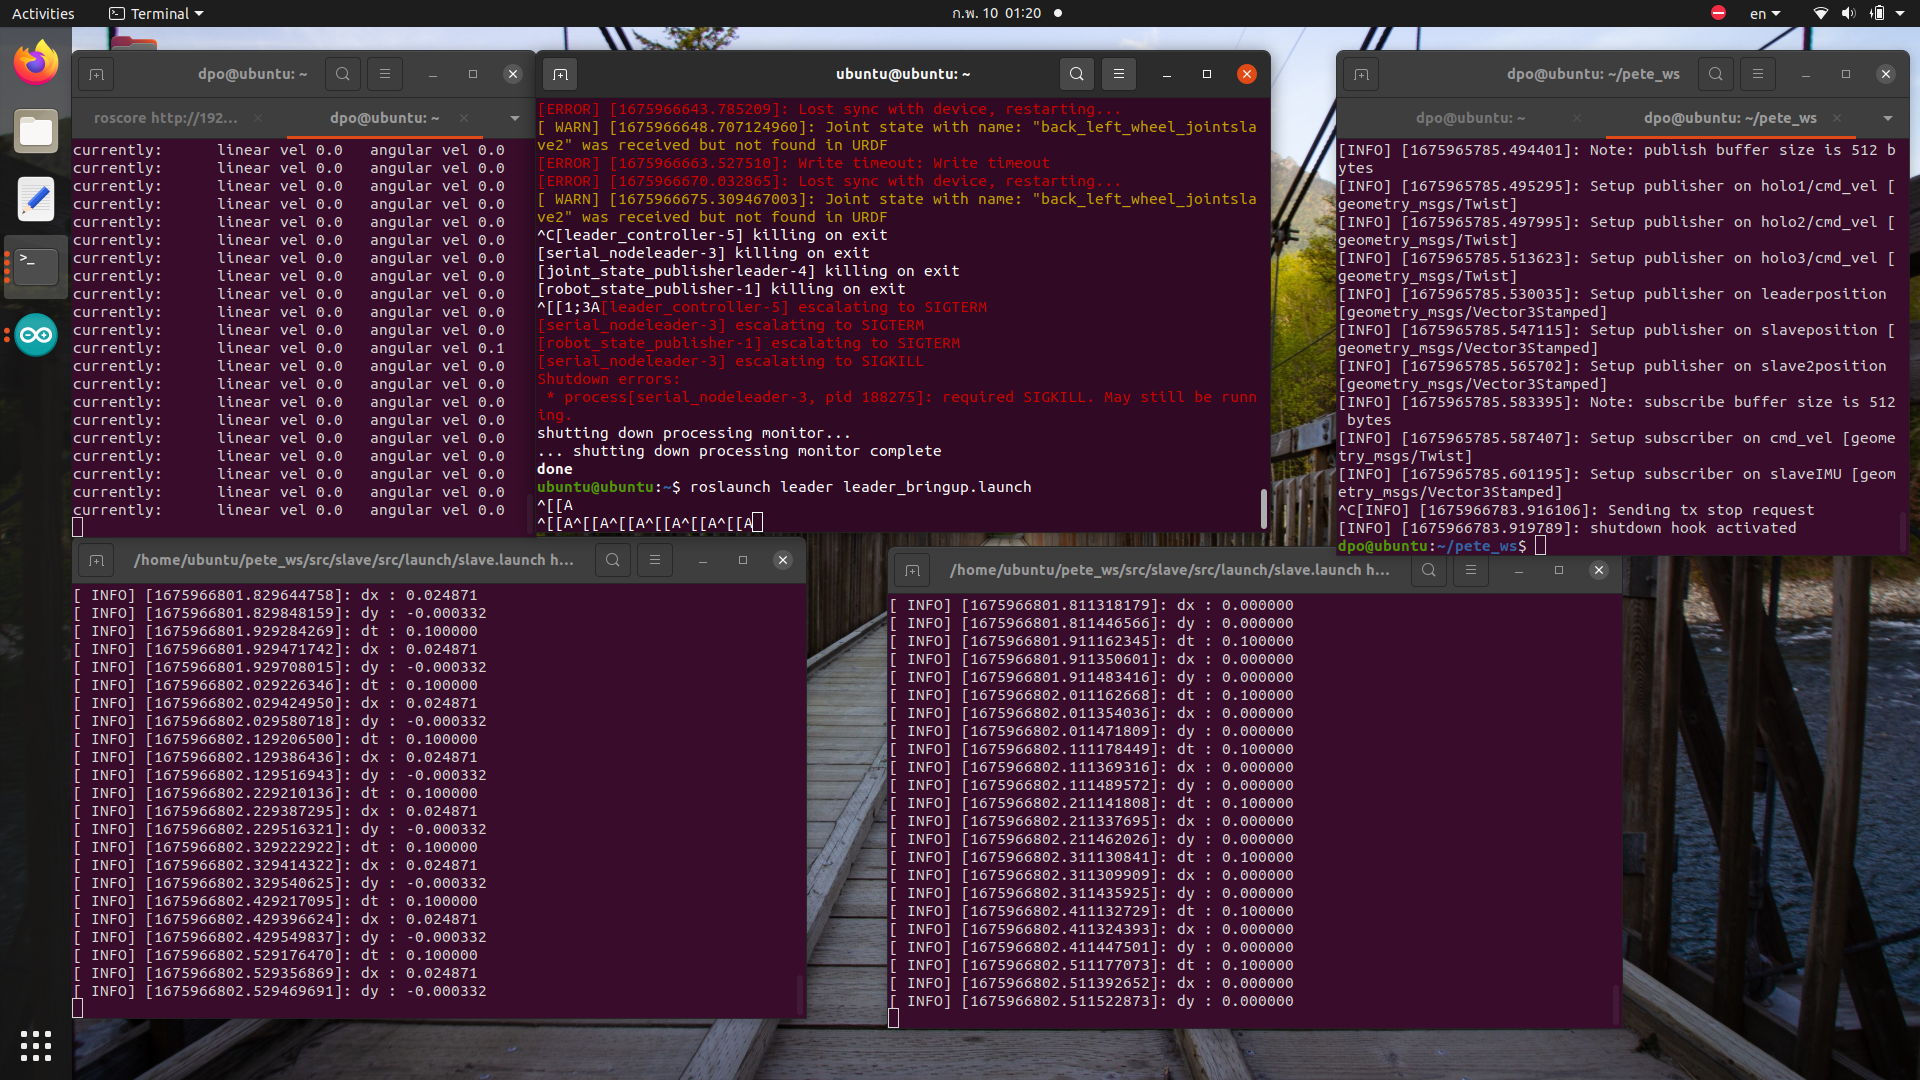 Activities
Terminal
ก.พ. 10 01:20
en
dpo@ubuntu: ~
roscore http://192...
dpo@ubuntu: ~
currently: linear vel 0.0 angular vel 0.0
currently: linear vel 0.0 angular vel 0.0
currently: linear vel 0.0 angular vel 0.0
currently: linear vel 0.0 angular vel 0.0
currently: linear vel 0.0 angular vel 0.0
currently: linear vel 0.0 angular vel 0.0
currently: linear vel 0.0 angular vel 0.0
currently: linear vel 0.0 angular vel 0.0
currently: linear vel 0.0 angular vel 0.0
currently: linear vel 0.0 angular vel 0.0
currently: linear vel 0.0 angular vel 0.0
currently: linear vel 0.0 angular vel 0.1
currently: linear vel 0.0 angular vel 0.0
currently: linear vel 0.0 angular vel 0.0
currently: linear vel 0.0 angular vel 0.0
currently: linear vel 0.0 angular vel 0.0
currently: linear vel 0.0 angular vel 0.0
currently: linear vel 0.0 angular vel 0.0
currently: linear vel 0.0 angular vel 0.0
currently: linear vel 0.0 angular vel 0.0
currently: linear vel 0.0 angular vel 0.0
ubuntu@ubuntu: ~
[ERROR] [1675966643.785209]: Lost sync with device, restarting...
[ WARN] [1675966648.707124960]: Joint state with name: "back_left_wheel_jointsla
ve2" was received but not found in URDF
[ERROR] [1675966663.527510]: Write timeout: Write timeout
[ERROR] [1675966670.032865]: Lost sync with device, restarting...
[ WARN] [1675966675.309467003]: Joint state with name: "back_left_wheel_jointsla
ve2" was received but not found in URDF
^C[leader_controller-5] killing on exit
[serial_nodeleader-3] killing on exit
[joint_state_publisherleader-4] killing on exit
[robot_state_publisher-1] killing on exit
^[[1;3A[leader_controller-5] escalating to SIGTERM
[serial_nodeleader-3] escalating to SIGTERM
[robot_state_publisher-1] escalating to SIGTERM
[serial_nodeleader-3] escalating to SIGKILL
Shutdown errors:
* process[serial_nodeleader-3, pid 188275]: required SIGKILL. May still be runn
ing.
shutting down processing monitor...
... shutting down processing monitor complete
done
ubuntu@ubuntu:~$ roslaunch leader leader_bringup.launch
^[[A
^[[A^[[A^[[A^[[A^[[A^[[A
dpo@ubuntu: ~/pete_ws
dpo@ubuntu: ~
dpo@ubuntu: ~/pete_ws
[INFO] [1675965785.494401]: Note: publish buffer size is 512 b
ytes
[INFO] [1675965785.495295]: Setup publisher on holo1/cmd_vel [
geometry_msgs/Twist]
[INFO] [1675965785.497995]: Setup publisher on holo2/cmd_vel [
geometry_msgs/Twist]
[INFO] [1675965785.513623]: Setup publisher on holo3/cmd_vel [
geometry_msgs/Twist]
[INFO] [1675965785.530035]: Setup publisher on leaderposition
[geometry_msgs/Vector3Stamped]
[INFO] [1675965785.547115]: Setup publisher on slaveposition [
geometry_msgs/Vector3Stamped]
[INFO] [1675965785.565702]: Setup publisher on slave2position
[geometry_msgs/Vector3Stamped]
[INFO] [1675965785.583395]: Note: subscribe buffer size is 512
bytes
[INFO] [1675965785.587407]: Setup subscriber on cmd_vel [geome
try_msgs/Twist]
[INFO] [1675965785.601195]: Setup subscriber on slaveIMU [geom
etry_msgs/Vector3Stamped]
^C[INFO] [1675966783.916106]: Sending tx stop request
[INFO] [1675966783.919789]: shutdown hook activated
dpo@ubuntu:~/pete_ws$
/home/ubuntu/pete_ws/src/slave/src/launch/slave.launch h...
[ INFO] [1675966801.829644758]: dx : 0.024871
[ INFO] [1675966801.829848159]: dy : -0.000332
[ INFO] [1675966801.929284269]: dt : 0.100000
[ INFO] [1675966801.929471742]: dx : 0.024871
[ INFO] [1675966801.929708015]: dy : -0.000332
[ INFO] [1675966802.029226346]: dt : 0.100000
[ INFO] [1675966802.029424950]: dx : 0.024871
[ INFO] [1675966802.029580718]: dy : -0.000332
[ INFO] [1675966802.129206500]: dt : 0.100000
[ INFO] [1675966802.129386436]: dx : 0.024871
[ INFO] [1675966802.129516943]: dy : -0.000332
[ INFO] [1675966802.229210136]: dt : 0.100000
[ INFO] [1675966802.229387295]: dx : 0.024871
[ INFO] [1675966802.229516321]: dy : -0.000332
[ INFO] [1675966802.329222922]: dt : 0.100000
[ INFO] [1675966802.329414322]: dx : 0.024871
[ INFO] [1675966802.329540625]: dy : -0.000332
[ INFO] [1675966802.429217095]: dt : 0.100000
[ INFO] [1675966802.429396624]: dx : 0.024871
[ INFO] [1675966802.429549837]: dy : -0.000332
[ INFO] [1675966802.529176470]: dt : 0.100000
[ INFO] [1675966802.529356869]: dx : 0.024871
[ INFO] [1675966802.529469691]: dy : -0.000332
/home/ubuntu/pete_ws/src/slave/src/launch/slave.launch h...
[ INFO] [1675966801.811318179]: dx : 0.000000
[ INFO] [1675966801.811446566]: dy : 0.000000
[ INFO] [1675966801.911162345]: dt : 0.100000
[ INFO] [1675966801.911350601]: dx : 0.000000
[ INFO] [1675966801.911483416]: dy : 0.000000
[ INFO] [1675966802.011162668]: dt : 0.100000
[ INFO] [1675966802.011354036]: dx : 0.000000
[ INFO] [1675966802.011471809]: dy : 0.000000
[ INFO] [1675966802.111178449]: dt : 0.100000
[ INFO] [1675966802.111369316]: dx : 0.000000
[ INFO] [1675966802.111489572]: dy : 0.000000
[ INFO] [1675966802.211141808]: dt : 0.100000
[ INFO] [1675966802.211337695]: dx : 0.000000
[ INFO] [1675966802.211462026]: dy : 0.000000
[ INFO] [1675966802.311130841]: dt : 0.100000
[ INFO] [1675966802.311309909]: dx : 0.000000
[ INFO] [1675966802.311435925]: dy : 0.000000
[ INFO] [1675966802.411132729]: dt : 0.100000
[ INFO] [1675966802.411324393]: dx : 0.000000
[ INFO] [1675966802.411447501]: dy : 0.000000
[ INFO] [1675966802.511177073]: dt : 0.100000
[ INFO] [1675966802.511392652]: dx : 0.000000
[ INFO] [1675966802.511522873]: dy : 0.000000